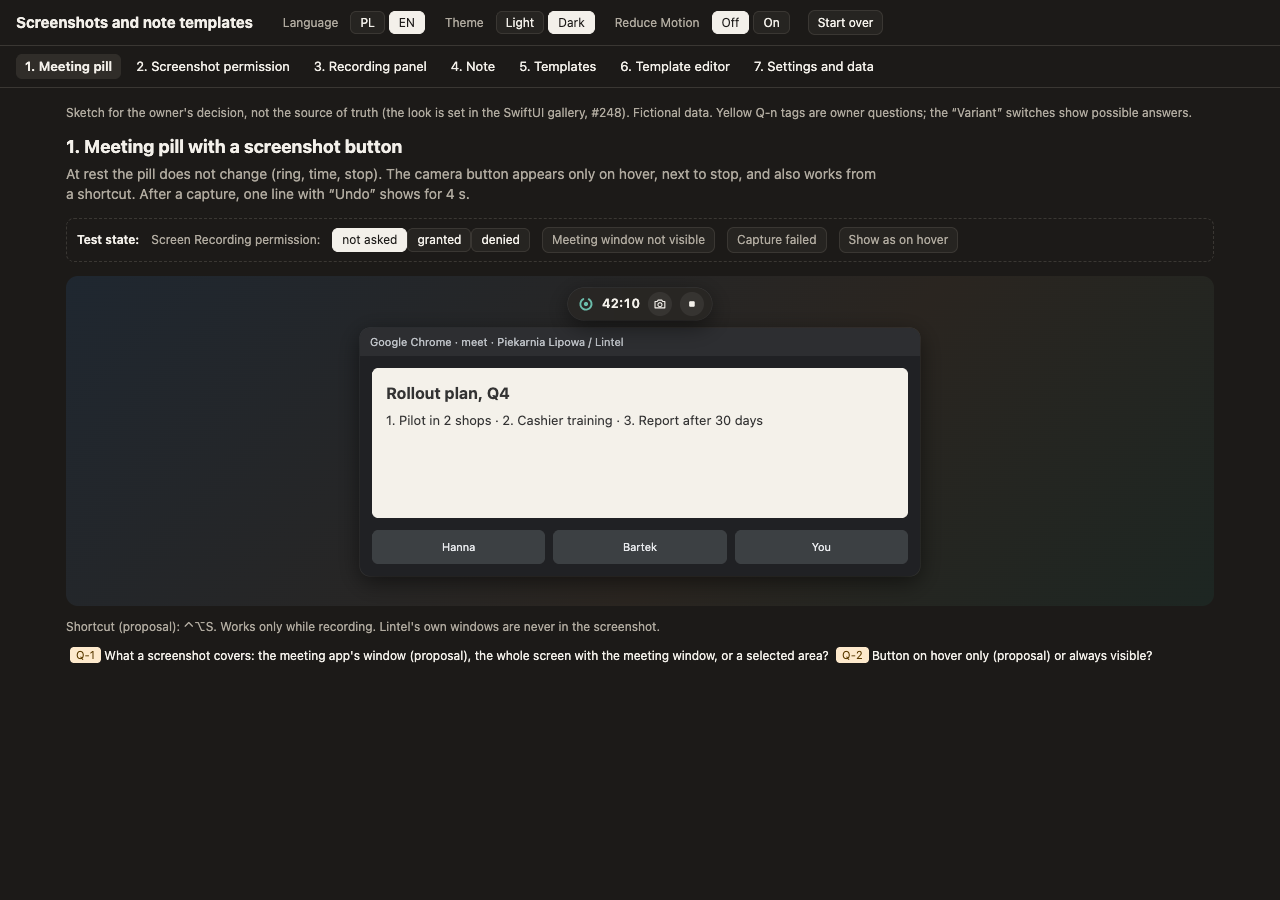 Screenshots and note templates Language PL EN Theme Light Dark Reduce Motion Off On Start over
1. Meeting pill 2. Screenshot permission 3. Recording panel 4. Note 5. Templates 6. Template editor 7. Settings and data
Sketch for the owner's decision, not the source of truth (the look is set in the SwiftUI gallery, #248). Fictional data. Yellow Q-n tags are owner questions; the “Variant” switches show possible answers.
1. Meeting pill with a screenshot button
At rest the pill does not change (ring, time, stop). The camera button appears only on hover, next to stop, and also works from
a shortcut. After a capture, one line with “Undo” shows for 4 s.
Test state: Screen Recording permission: not asked granted denied Meeting window not visible Capture failed Show as on hover
42:10
Google Chrome · meet · Piekarnia Lipowa / Lintel
Rollout plan, Q4
1. Pilot in 2 shops · 2. Cashier training · 3. Report after 30 days
Hanna Bartek You
Shortcut (proposal): ⌃⌥S. Works only while recording. Lintel's own windows are never in the screenshot.
Q-1 What a screenshot covers: the meeting app's window (proposal), the whole screen with the meeting window, or a selected area? Q-2 Button on hover only (proposal) or always visible?